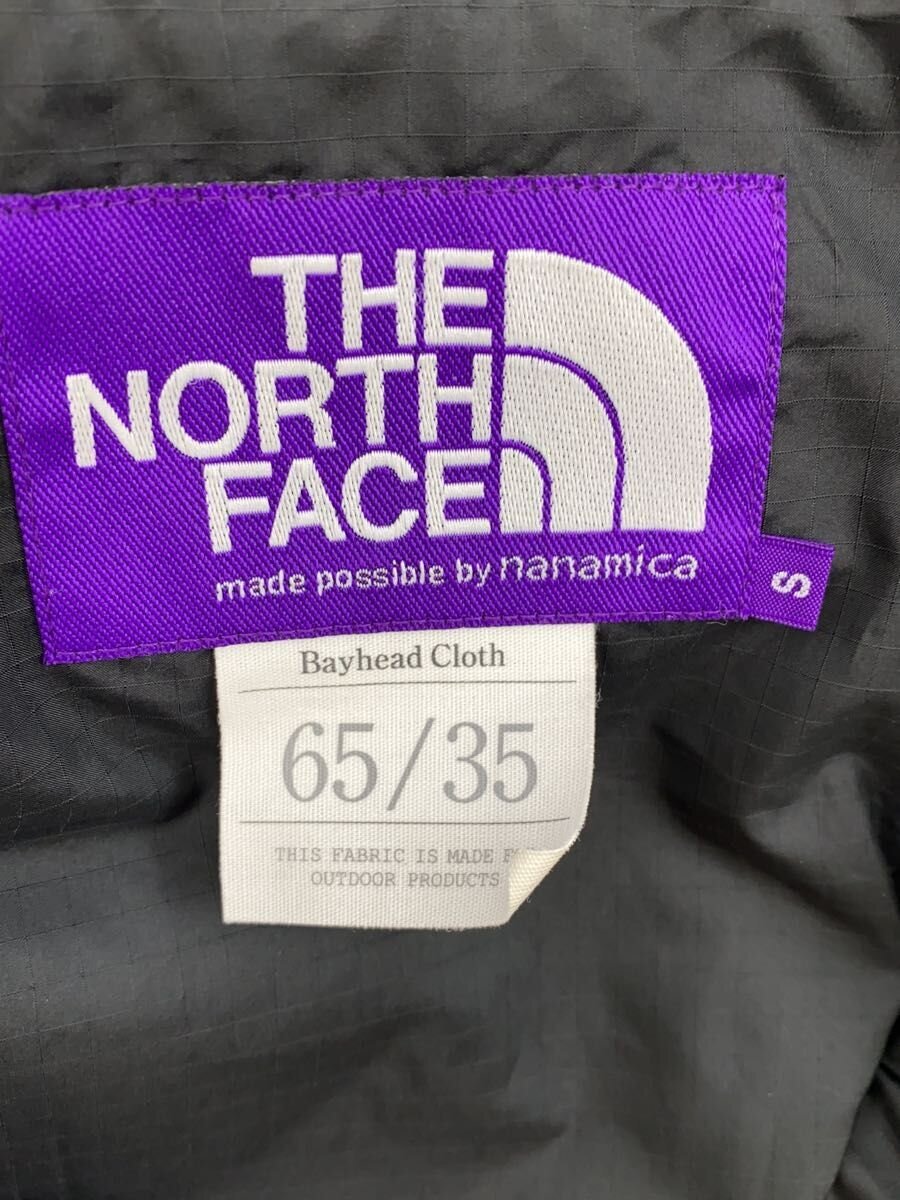 THE
NORTH
FACE
made possible by nanamica
S
Bayhead Cloth
65/35
THIS FABRIC IS MADE
OUTDOOR PRODUCTS